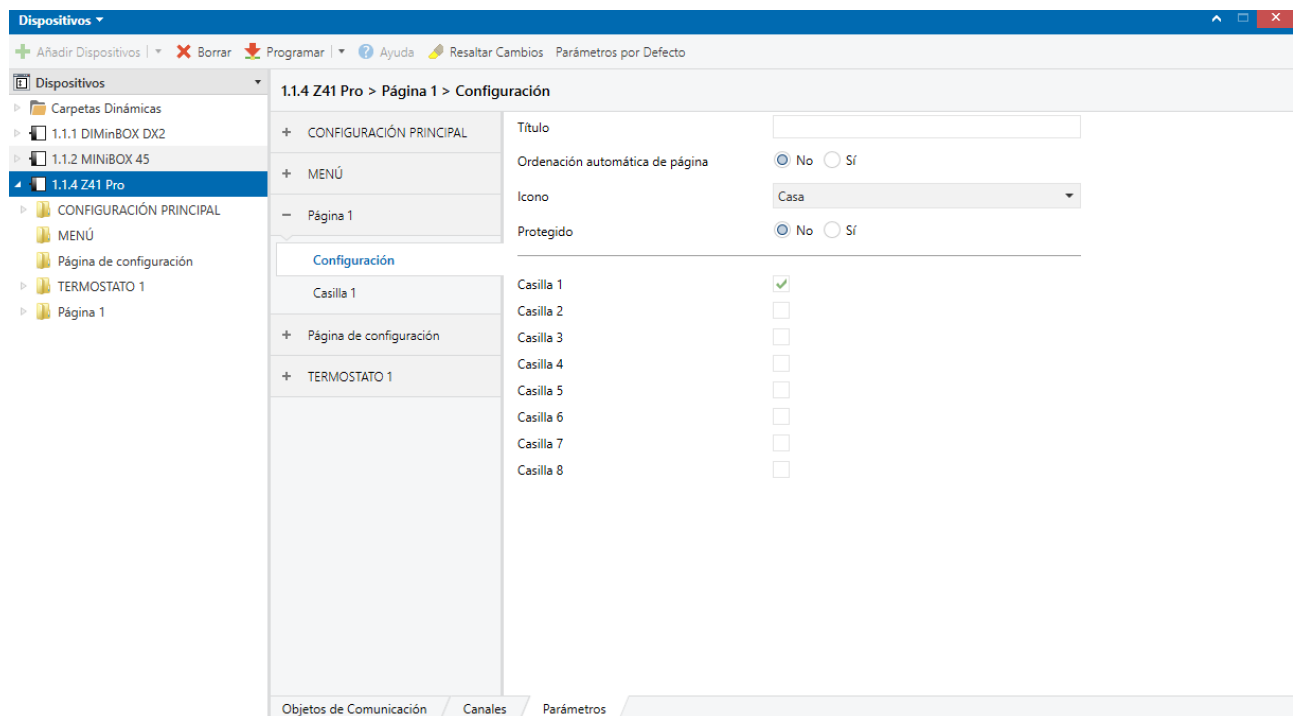 Dispositivos
Añadir Dispositivos Borrar Programar Ayuda Resaltar Cambios Parámetros por Defecto
Dispositivos
Carpetas Dinámicas
1.1.1 DIMinBOX DX2
1.1.2 MINiBOX 45
1.1.4 Z41 Pro
CONFIGURACIÓN PRINCIPAL
MENÚ
Página de configuración
TERMOSTATO 1
Página 1
1.1.4 Z41 Pro > Página 1 > Configuración
+ CONFIGURACIÓN PRINCIPAL
+ MENÚ
− Página 1
Configuración
Casilla 1
+ Página de configuración
+ TERMOSTATO 1
Título
Ordenación automática de página No Sí
Icono Casa
Protegido No Sí
Casilla 1
Casilla 2
Casilla 3
Casilla 4
Casilla 5
Casilla 6
Casilla 7
Casilla 8
Objetos de Comunicación Canales Parámetros